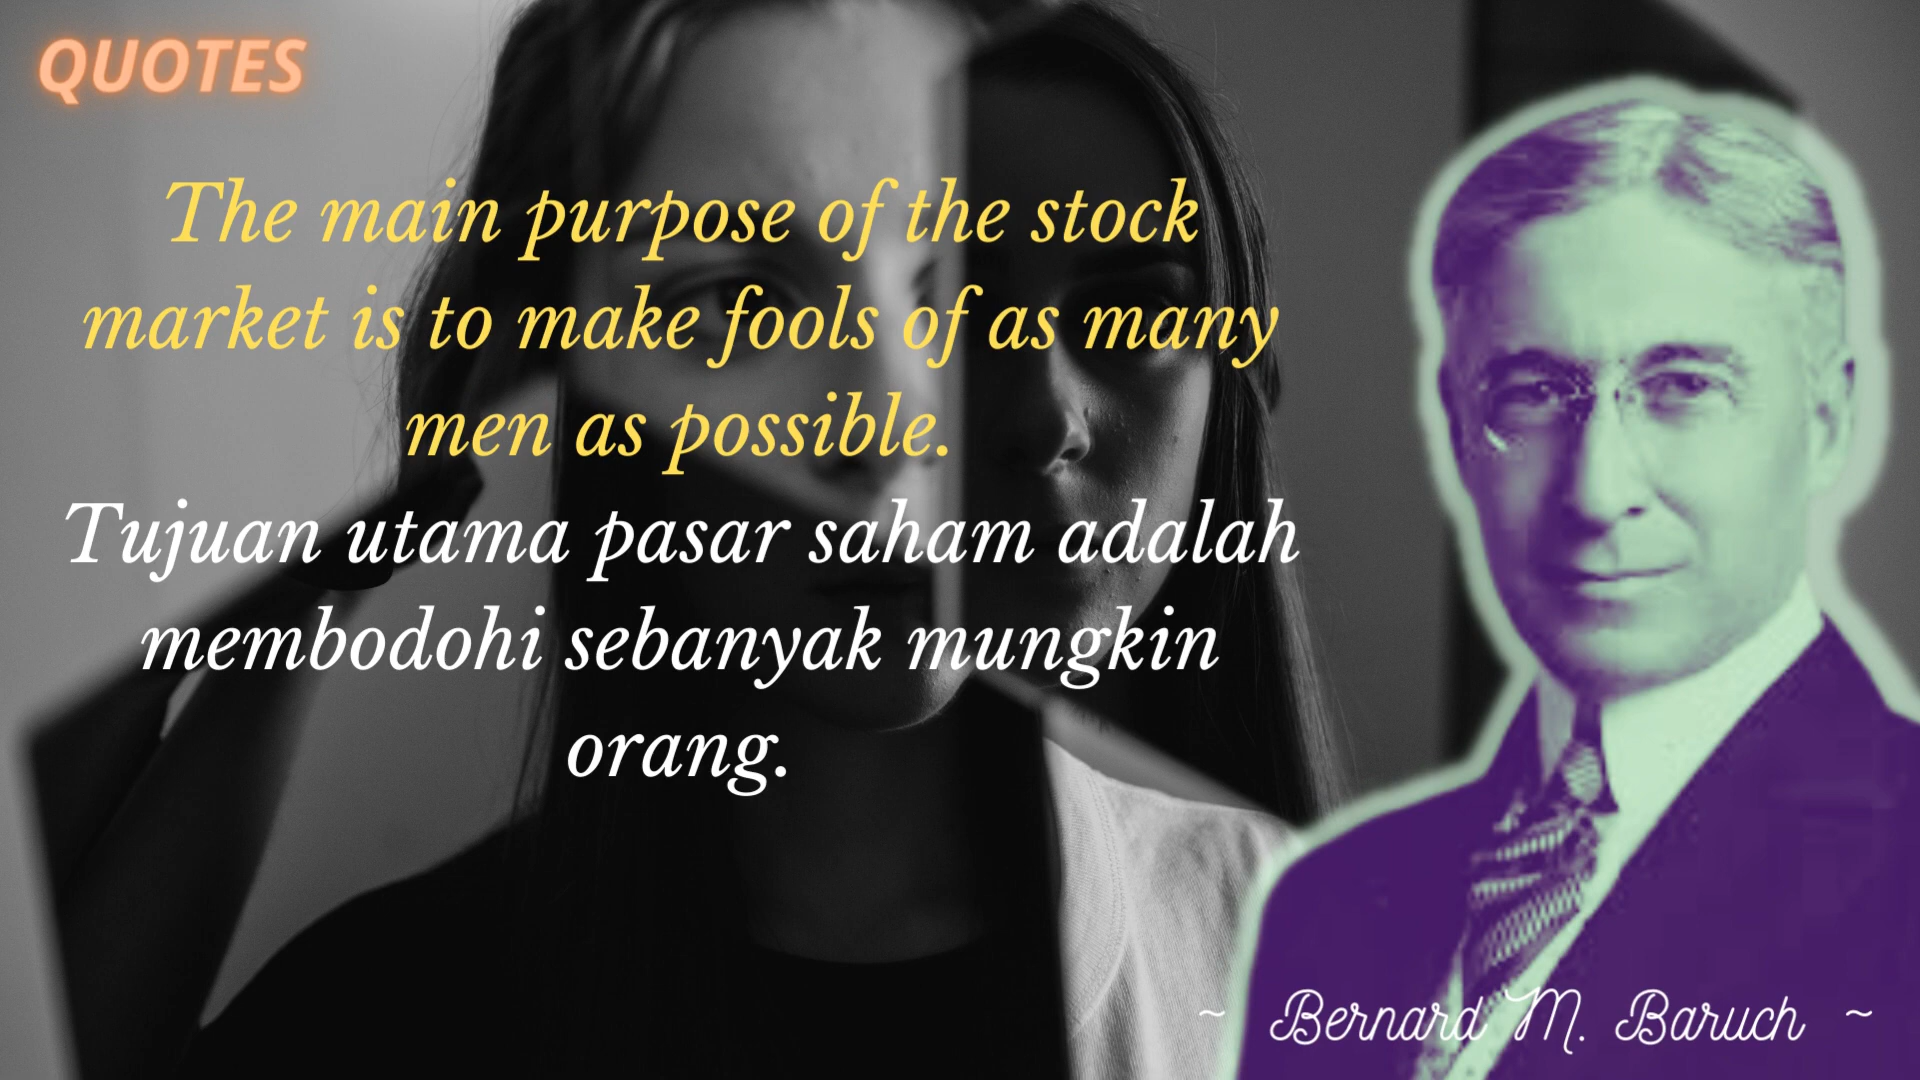 QUOTES
The main purpose of the stock
market is to make fools of as many
men as possible.
Tujuan utama pasar saham adalah
membodohi sebanyak mungkin
orang.
~ Bernard M. Baruch ~